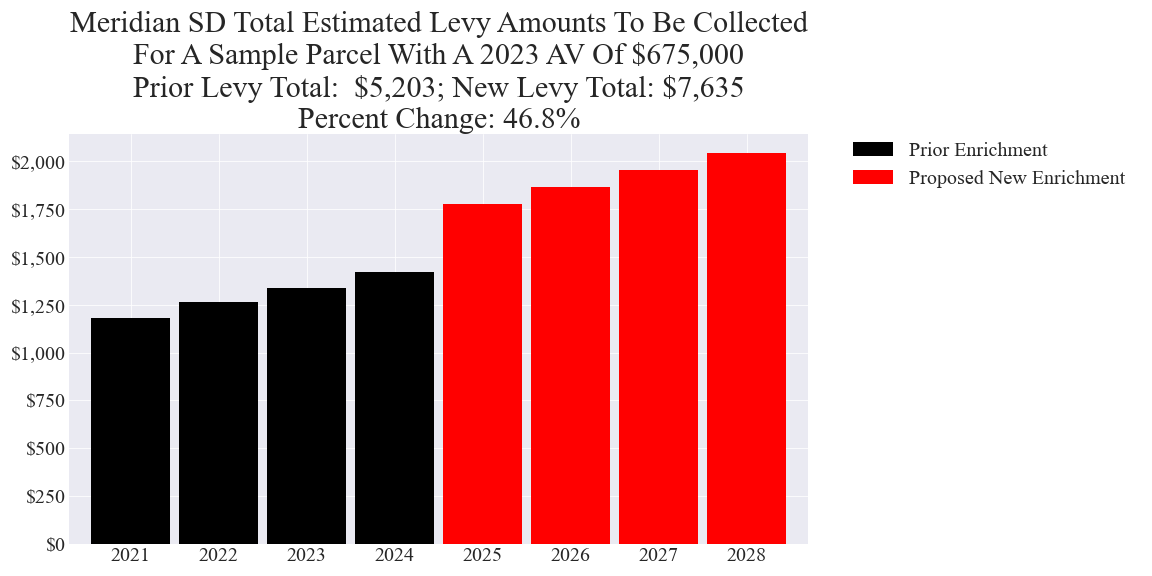 Meridian SD Total Estimated Levy Amounts To Be Collected
For A Sample Parcel With A 2023 AV Of $675,000
Prior Levy Total:  $5,203; New Levy Total: $7,635
Percent Change: 46.8%
Prior Enrichment
Proposed New Enrichment
$2,000
$1,750
$1,500
$1,250
$1,000
$750
$500
$250
$0
2021 2022 2023 2024 2025 2026 2027 2028